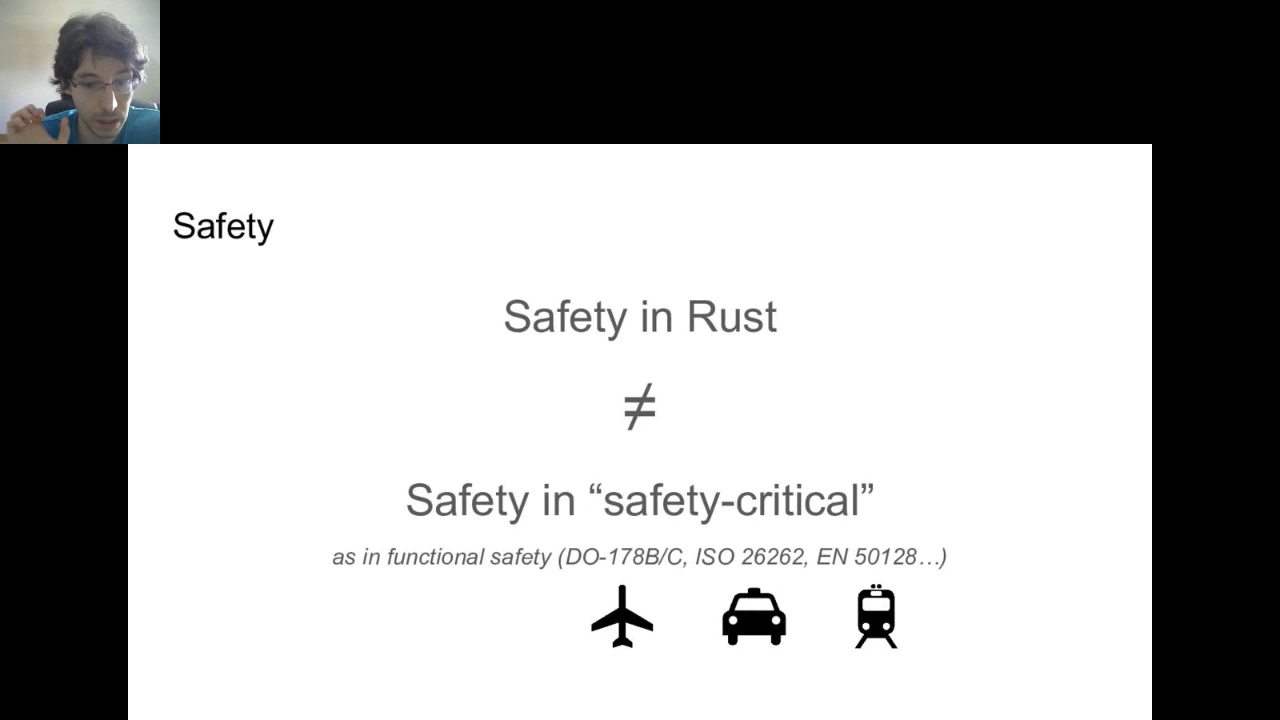 Safety
Safety in Rust
≠
Safety in “safety-critical”
as in functional safety (DO-178B/C, ISO 26262, EN 50128…)